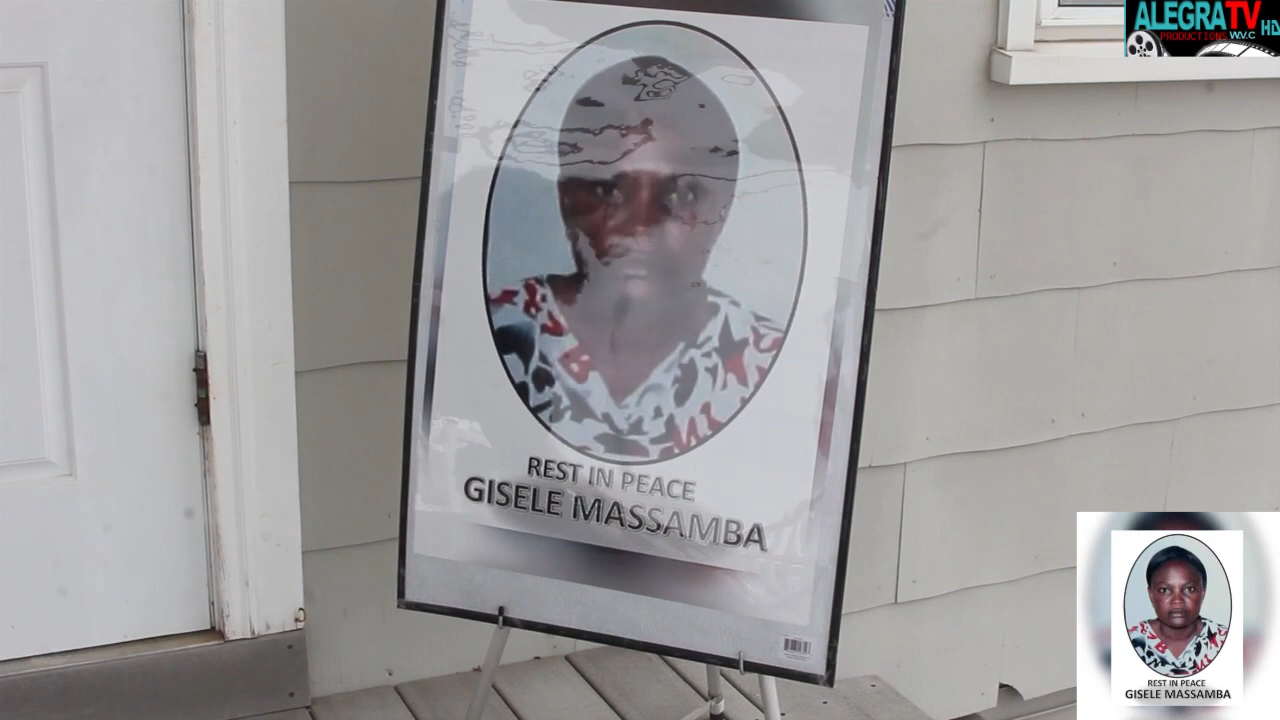 ALEGRATV HD
PRODUCTIONS W.V.C
REST IN PEACE
GISELE MASSAMBA
REST IN PEACE
GISELE MASSAMBA